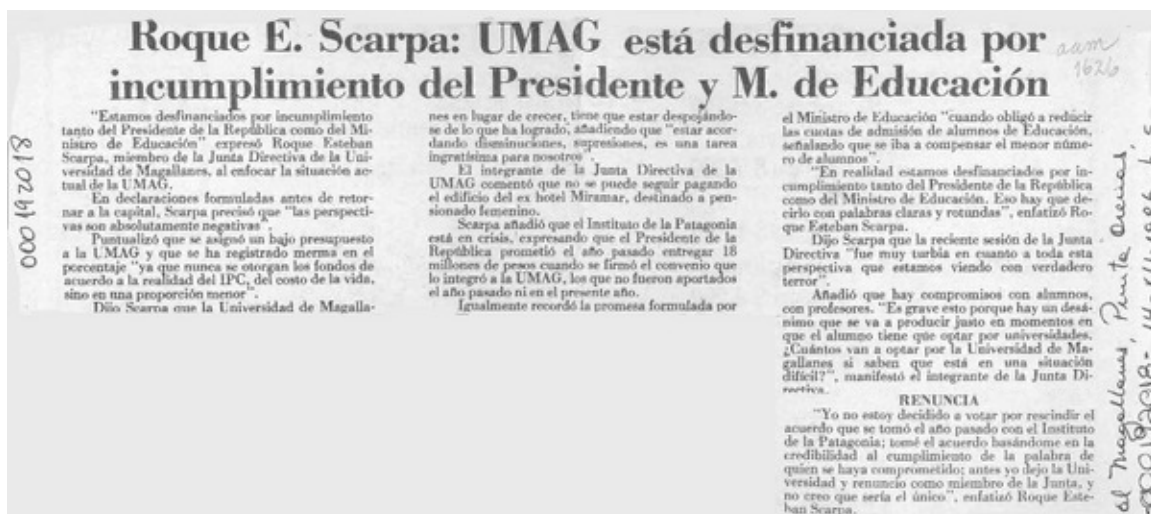 Roque E. Scarpa: UMAG está desfinanciada por
incumplimiento del Presidente y M. de Educación
aam
1626
"Estamos desfinanciados por incumplimiento
tanto del Presidente de la República como del Mi-
nistro de Educación" expresó Roque Esteban
Scarpa, miembro de la Junta Directiva de la Uni-
versidad de Magallanes, al enfocar la situación ac-
tual de la UMAG.
En declaraciones formuladas antes de retor-
nar a la capital, Scarpa precisó que "las perspecti-
vas son absolutamente negativas".
Puntualizó que se asignó un bajo presupuesto
a la UMAG y que se ha registrado merma en el
porcentaje "ya que nunca se otorgan los fondos de
acuerdo a la realidad del IPC, del costo de la vida,
sino en una proporción menor".
Dijo Scarpa que la Universidad de Magalla-
nes en lugar de crecer, tiene que estar despojándo-
se de lo que ha logrado, añadiendo que "estar acor-
dando disminuciones, supresiones, es una tarea
ingratísima para nosotros".
El integrante de la Junta Directiva de la
UMAG comentó que no se puede seguir pagando
el edificio del ex hotel Miramar, destinado a pen-
sionado femenino.
Scarpa añadió que el Instituto de la Patagonia
está en crisis, expresando que el Presidente de la
República prometió el año pasado entregar 18
millones de pesos cuando se firmó el convenio que
lo integró a la UMAG, los que no fueron aportados
el año pasado ni en el presente año.
Igualmente recordó la promesa formulada por
el Ministro de Educación "cuando obligó a reducir
las cuotas de admisión de alumnos de Educación,
señalando que se iba a compensar el menor núme-
ro de alumnos".
"En realidad estamos desfinanciados por in-
cumplimiento tanto del Presidente de la República
como del Ministro de Educación. Eso hay que de-
cirlo con palabras claras y rotundas", enfatizó Ro-
que Esteban Scarpa.
Dijo Scarpa que la reciente sesión de la Junta
Directiva "fue muy turbia en cuanto a toda esta
perspectiva que estamos viendo con verdadero
terror".
Añadió que hay compromisos con alumnos,
con profesores. "Es grave esto porque hay un desá-
nimo que se va a producir justo en momentos en
que el alumno tiene que optar por universidades.
¿Cuántos van a optar por la Universidad de Ma-
gallanes si saben que está en una situación
difícil?", manifestó el integrante de la Junta Di-
rectiva.
RENUNCIA
"Yo no estoy decidido a votar por rescindir el
acuerdo que se tomó el año pasado con el Instituto
de la Patagonia; tomé el acuerdo basándome en la
credibilidad al cumplimiento de la palabra de
quien se haya comprometido; antes yo dejo la Uni-
versidad y renuncio como miembro de la Junta, y
no creo que sería el único", enfatizó Roque Este-
ban Scarpa.
000192018
al Magallanes, Punta Arenas,
000192018- 14-